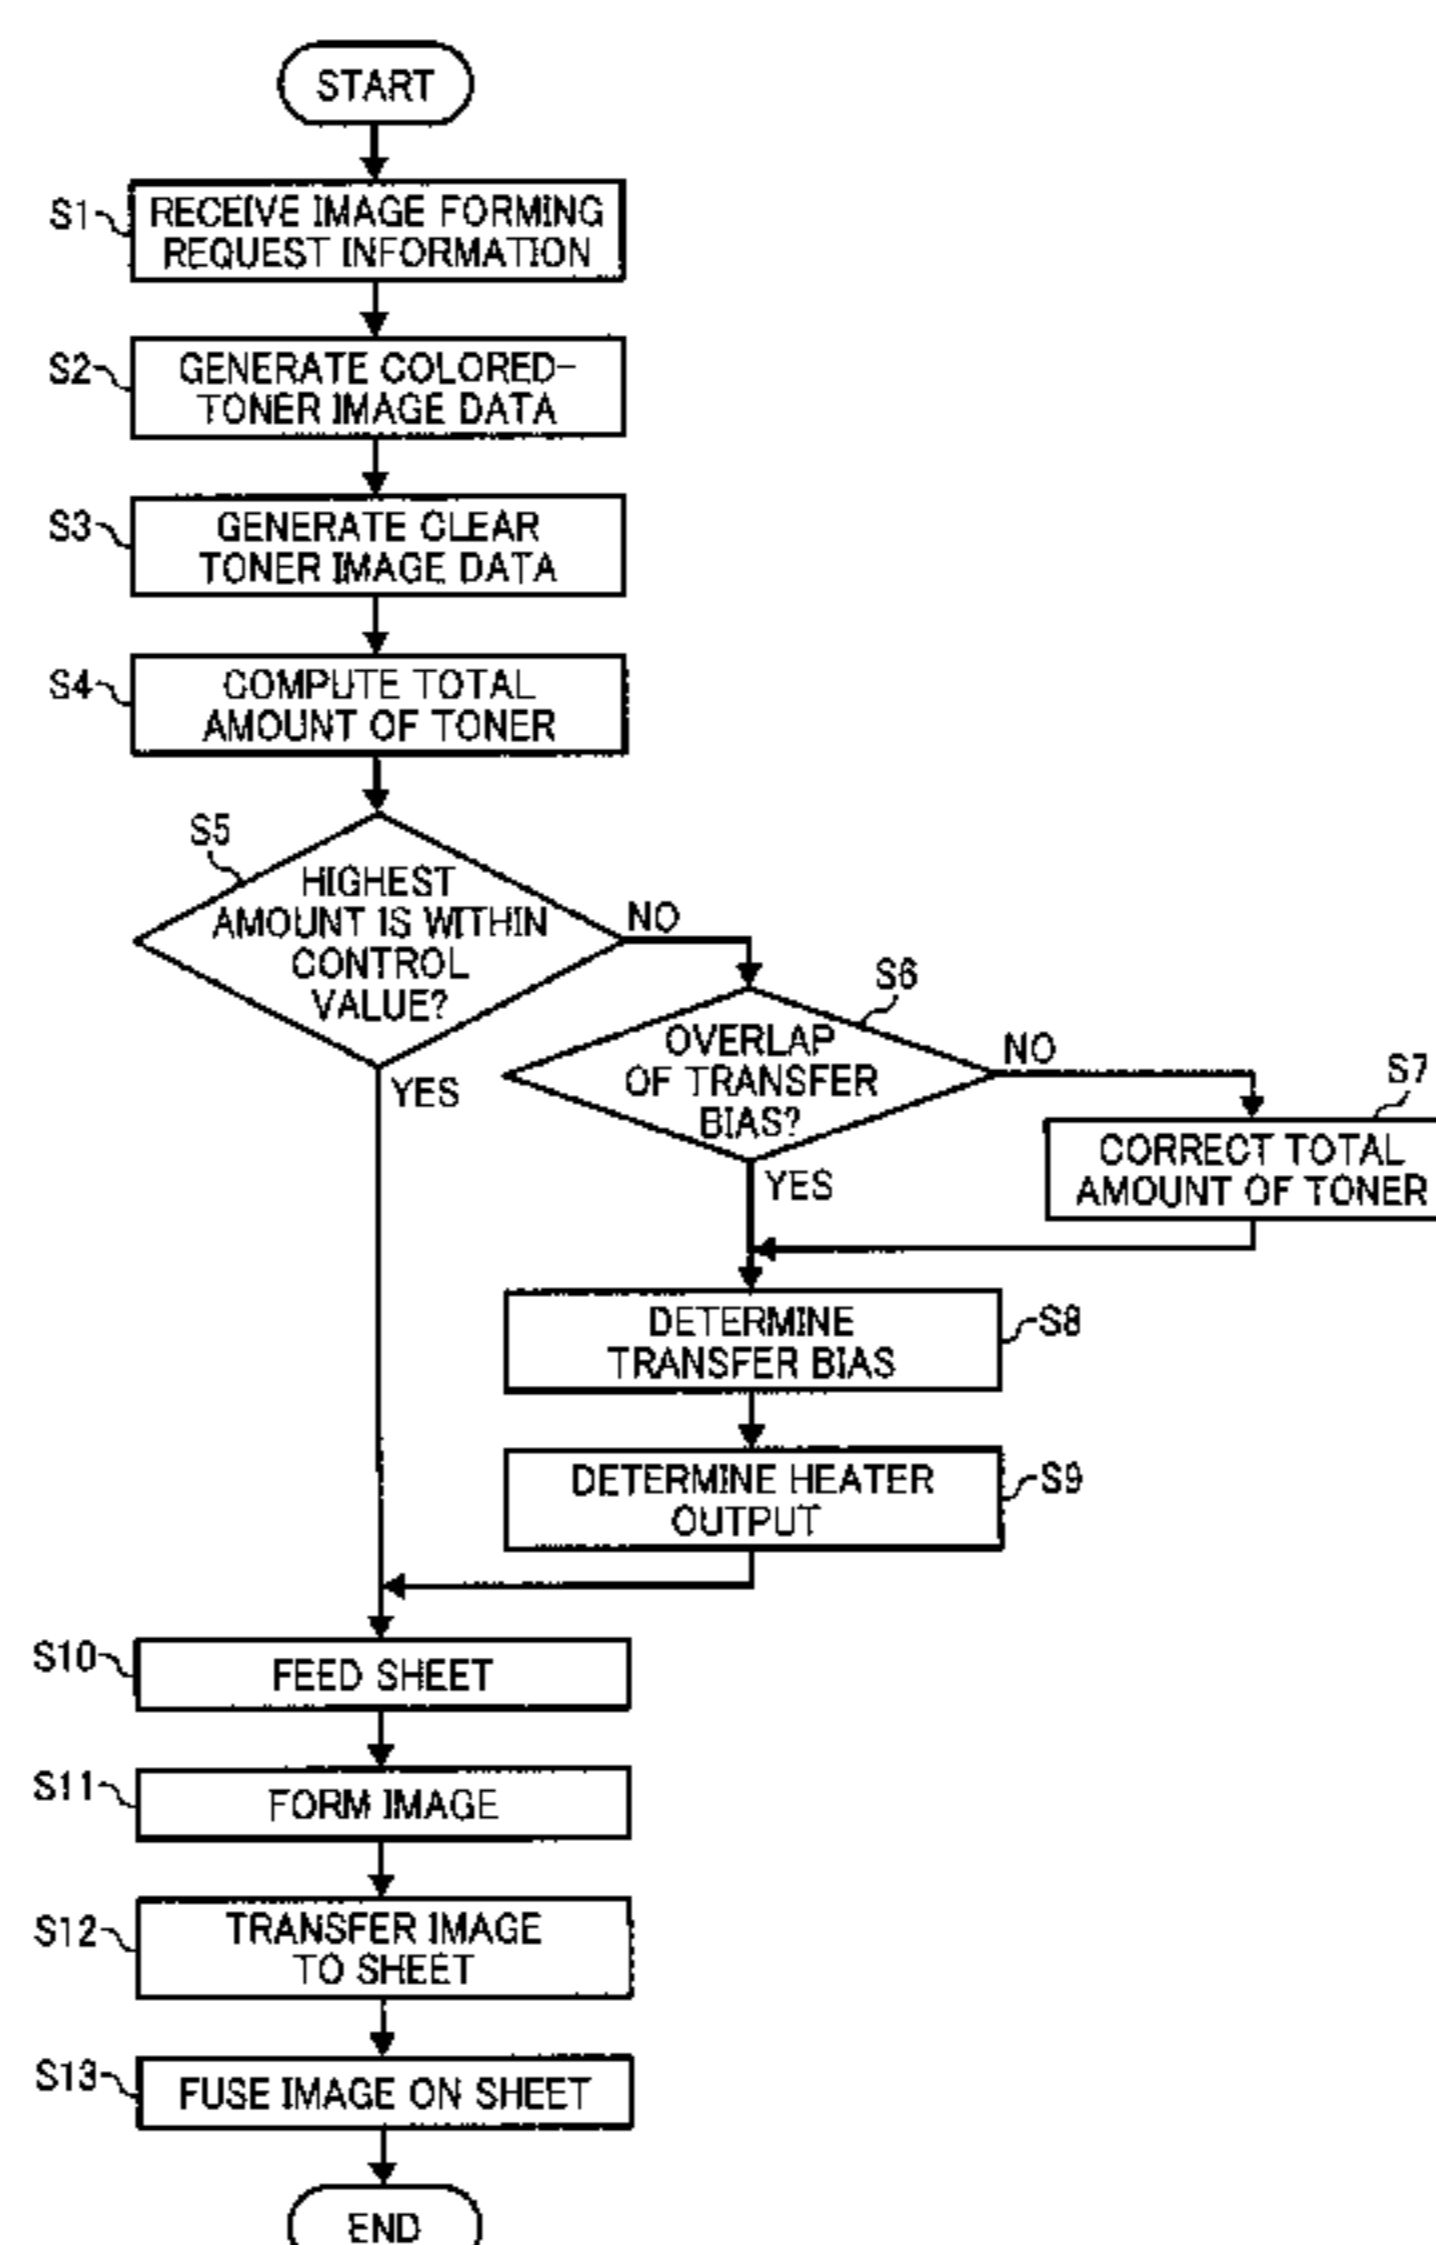 START
S1
RECEIVE IMAGE FORMING
REQUEST INFORMATION
S2
GENERATE COLORED-
TONER IMAGE DATA
S3
GENERATE CLEAR
TONER IMAGE DATA
S4
COMPUTE TOTAL
AMOUNT OF TONER
S5
HIGHEST
AMOUNT IS WITHIN
CONTROL
VALUE?
NO
YES
S6
OVERLAP
OF TRANSFER
BIAS?
NO
YES
S7
CORRECT TOTAL
AMOUNT OF TONER
DETERMINE
TRANSFER BIAS
S8
DETERMINE HEATER
OUTPUT
S9
S10
FEED SHEET
S11
FORM IMAGE
S12
TRANSFER IMAGE
TO SHEET
S13
FUSE IMAGE ON SHEET
END